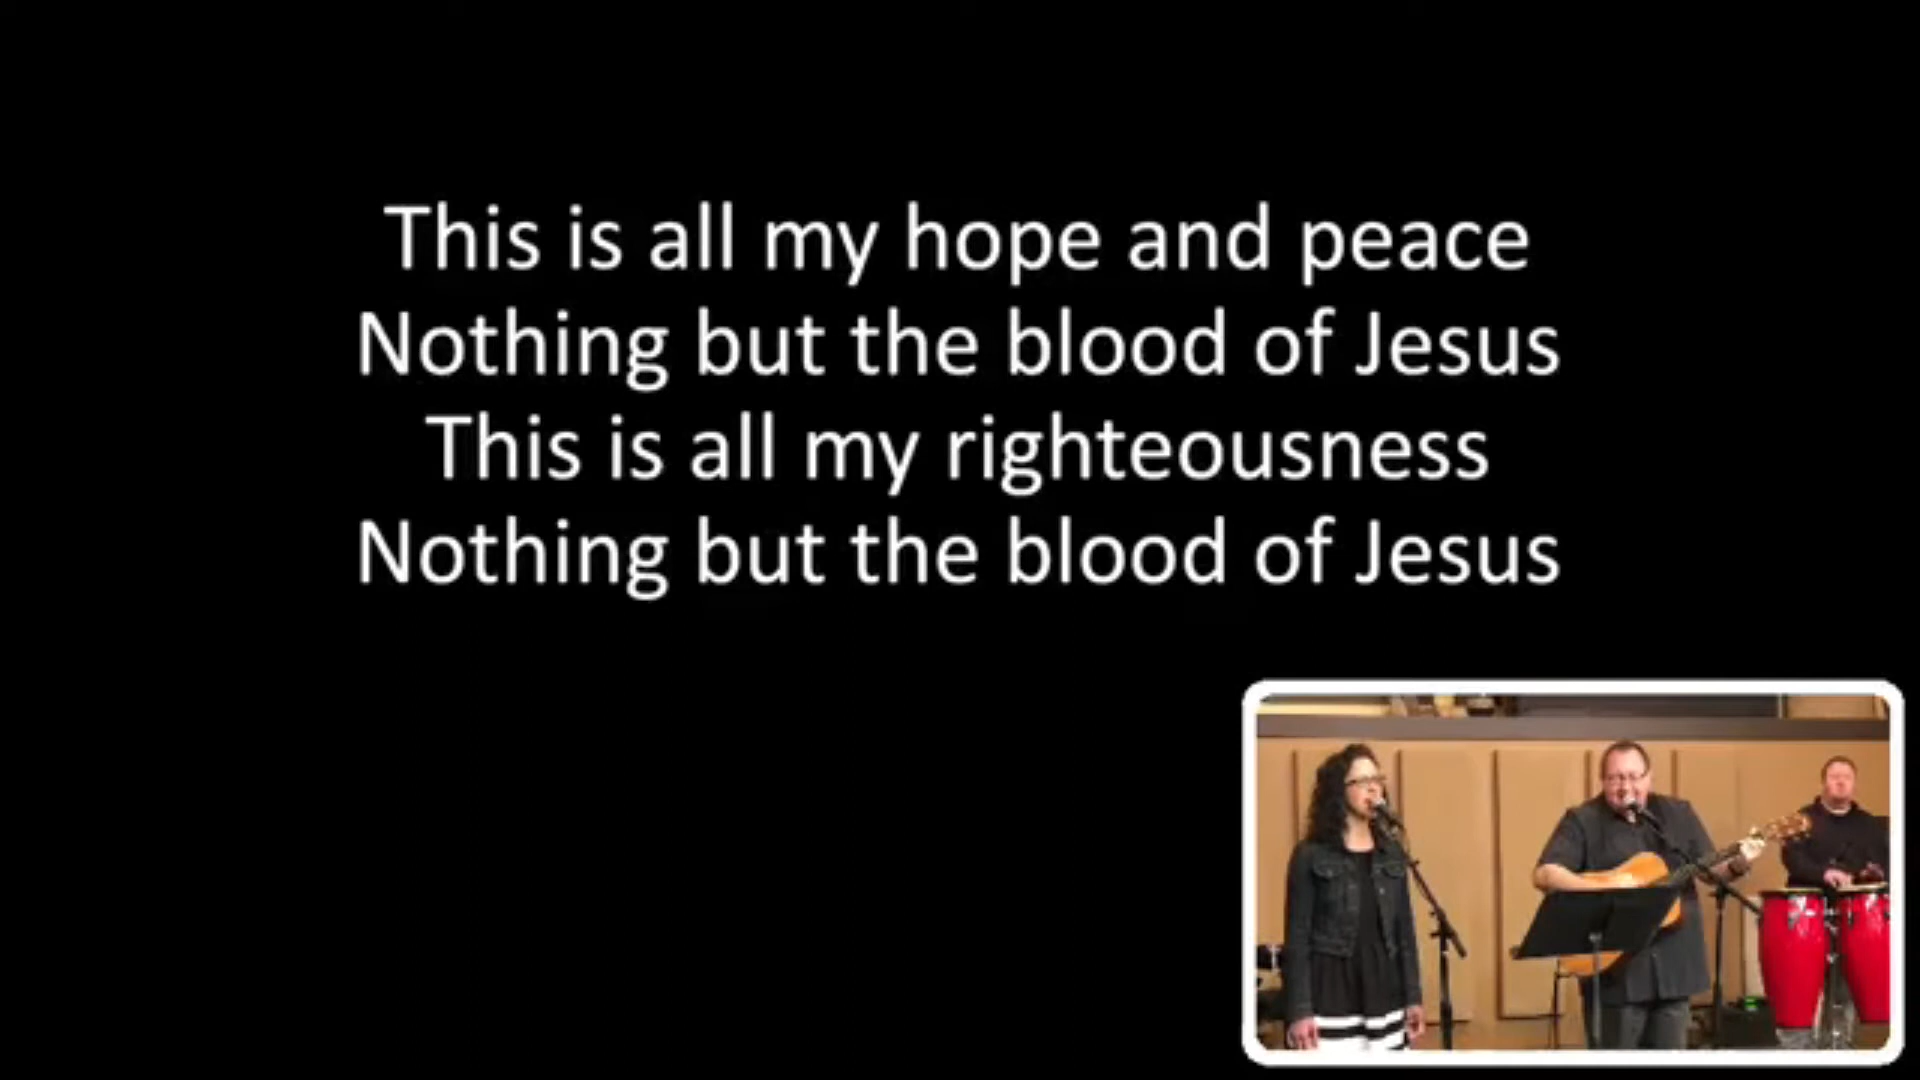 This is all my hope and peace
Nothing but the blood of Jesus
This is all my righteousness
Nothing but the blood of Jesus